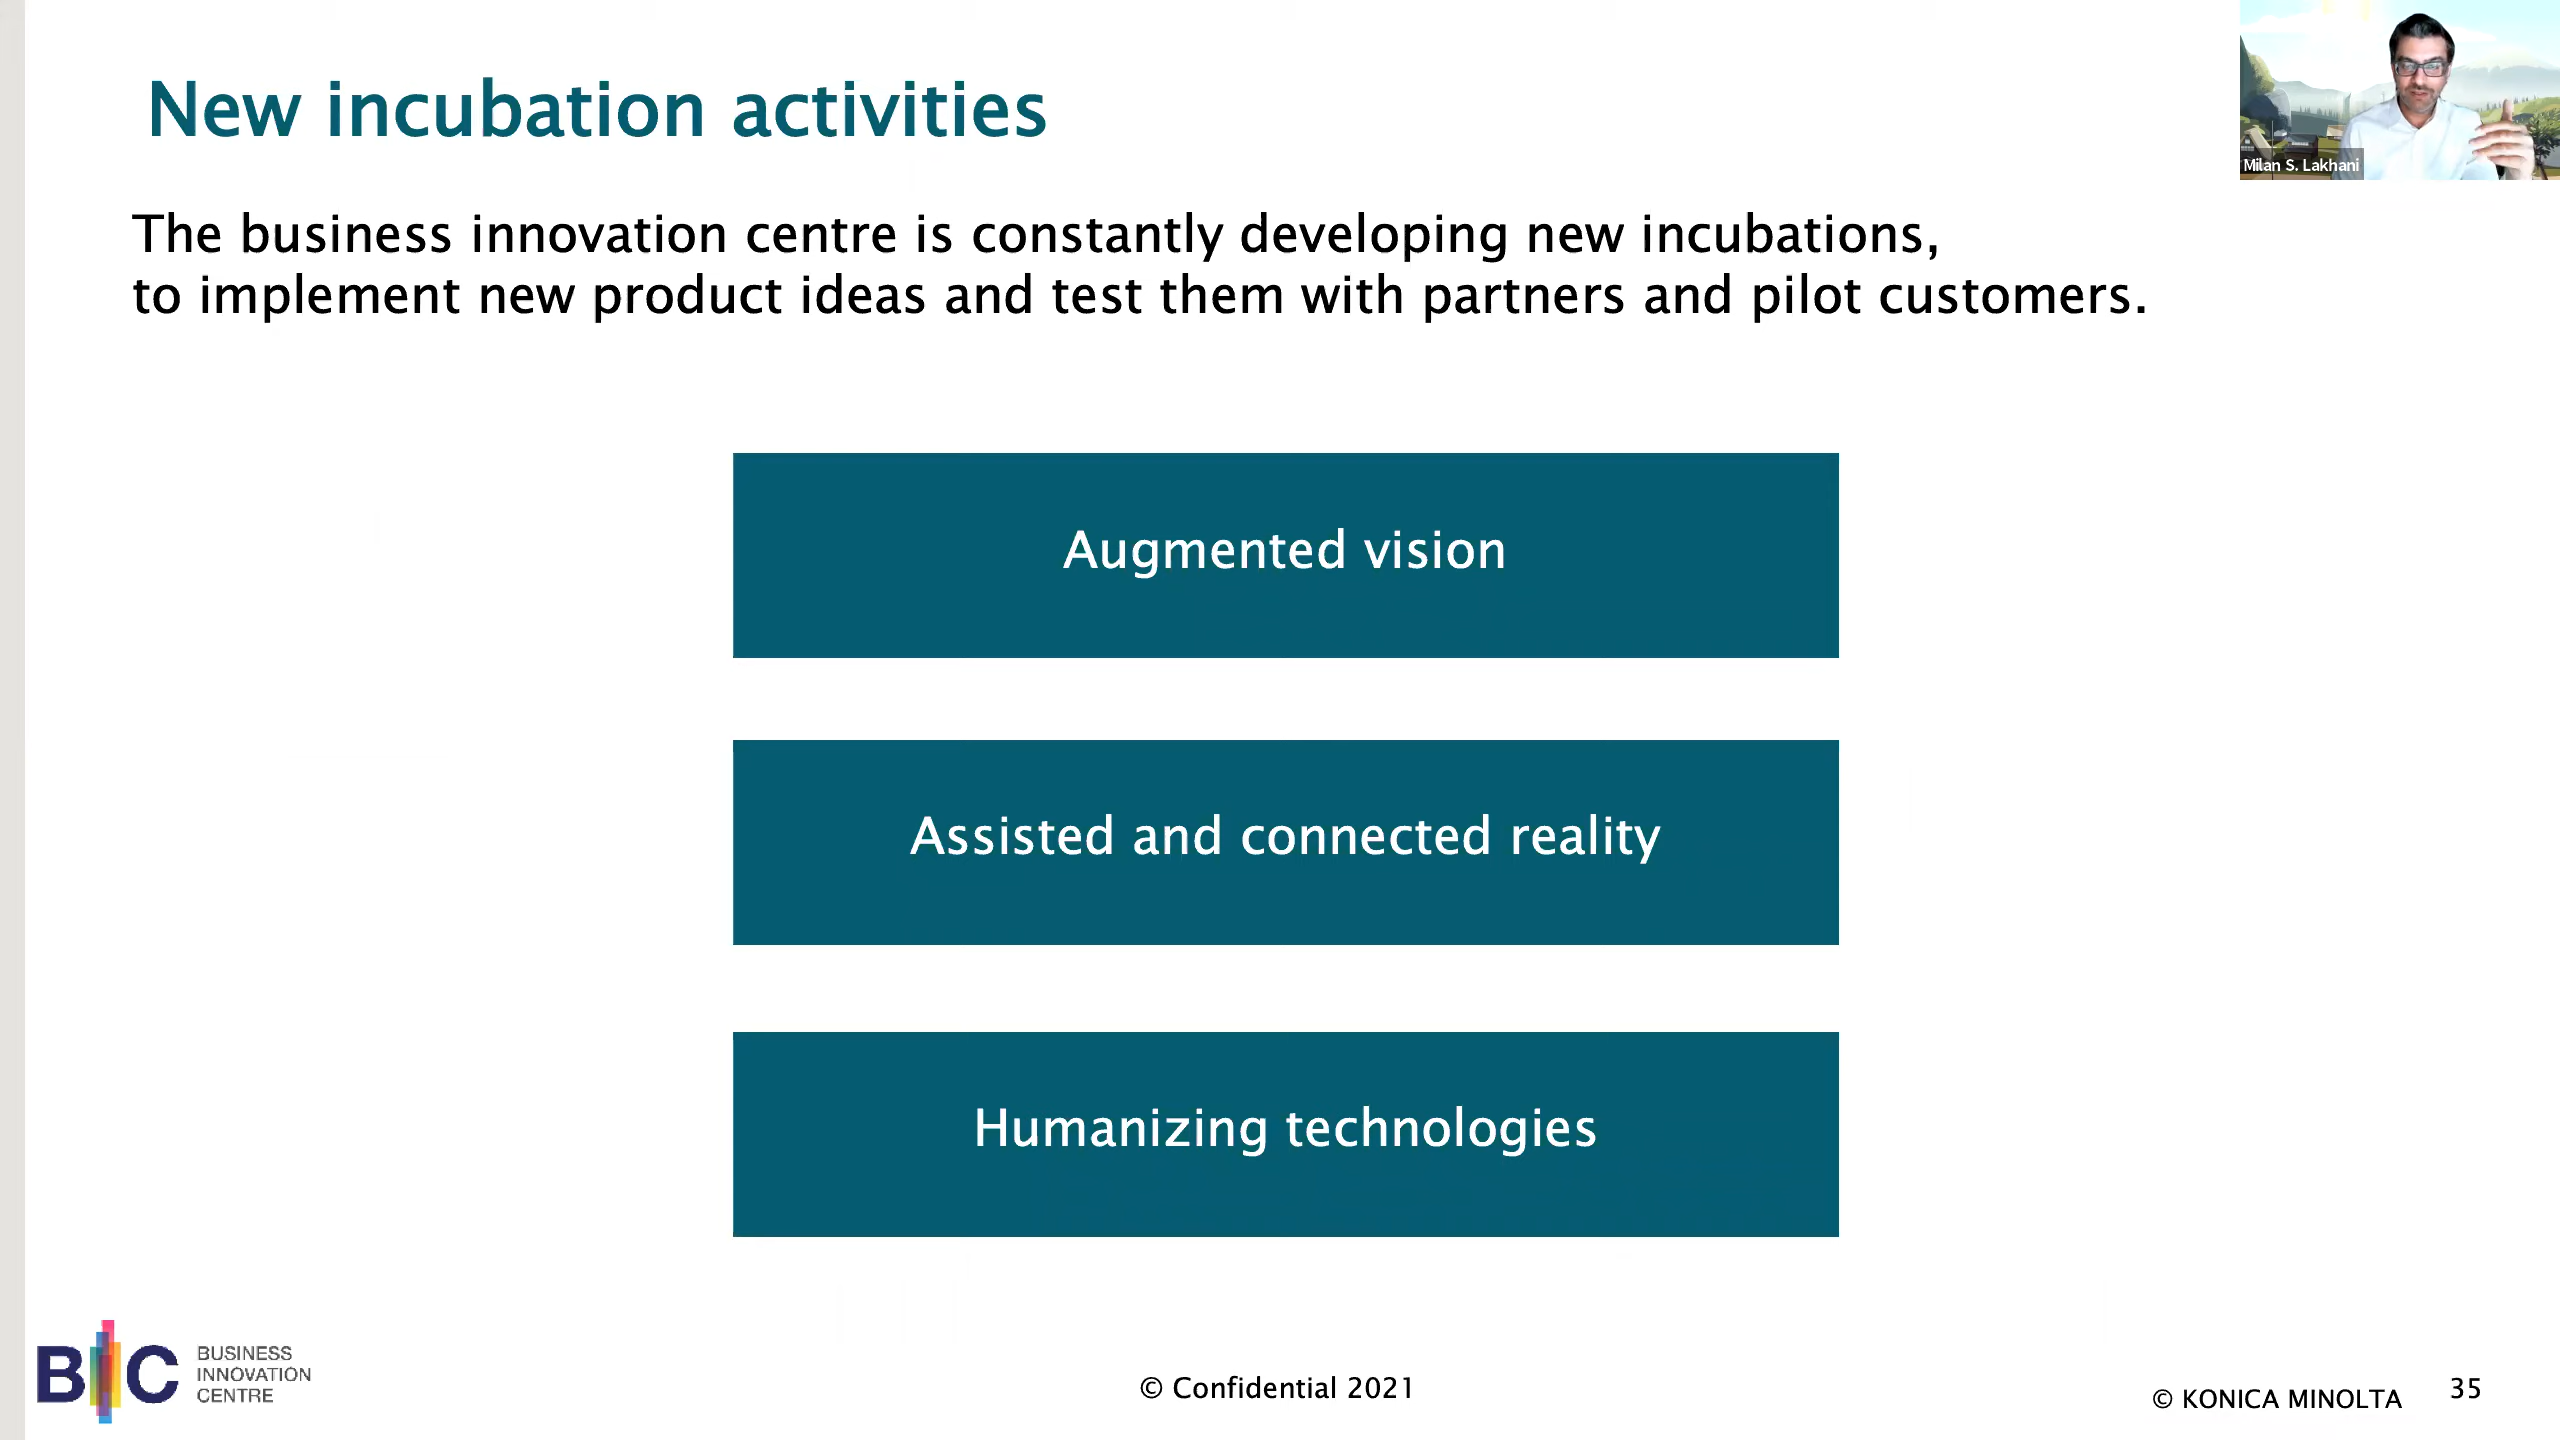 New incubation activities
Milan S. Lakhani
The business innovation centre is constantly developing new incubations,
to implement new product ideas and test them with partners and pilot customers.
Augmented vision
Assisted and connected reality
Humanizing technologies
BIC
BUSINESS
INNOVATION
CENTRE
© Confidential 2021
© KONICA MINOLTA
35